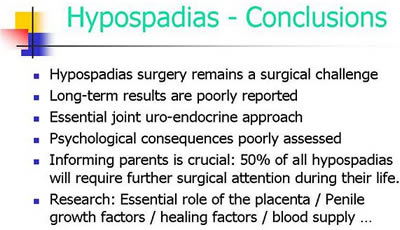 Hypospadias - Conclusions
Hypospadias surgery remains a surgical challenge
Long-term results are poorly reported
Essential joint uro-endocrine approach
Psychological consequences poorly assessed
Informing parents is crucial: 50% of all hypospadias
will require further surgical attention during their life.
Research: Essential role of the placenta / Penile
growth factors / healing factors / blood supply ...